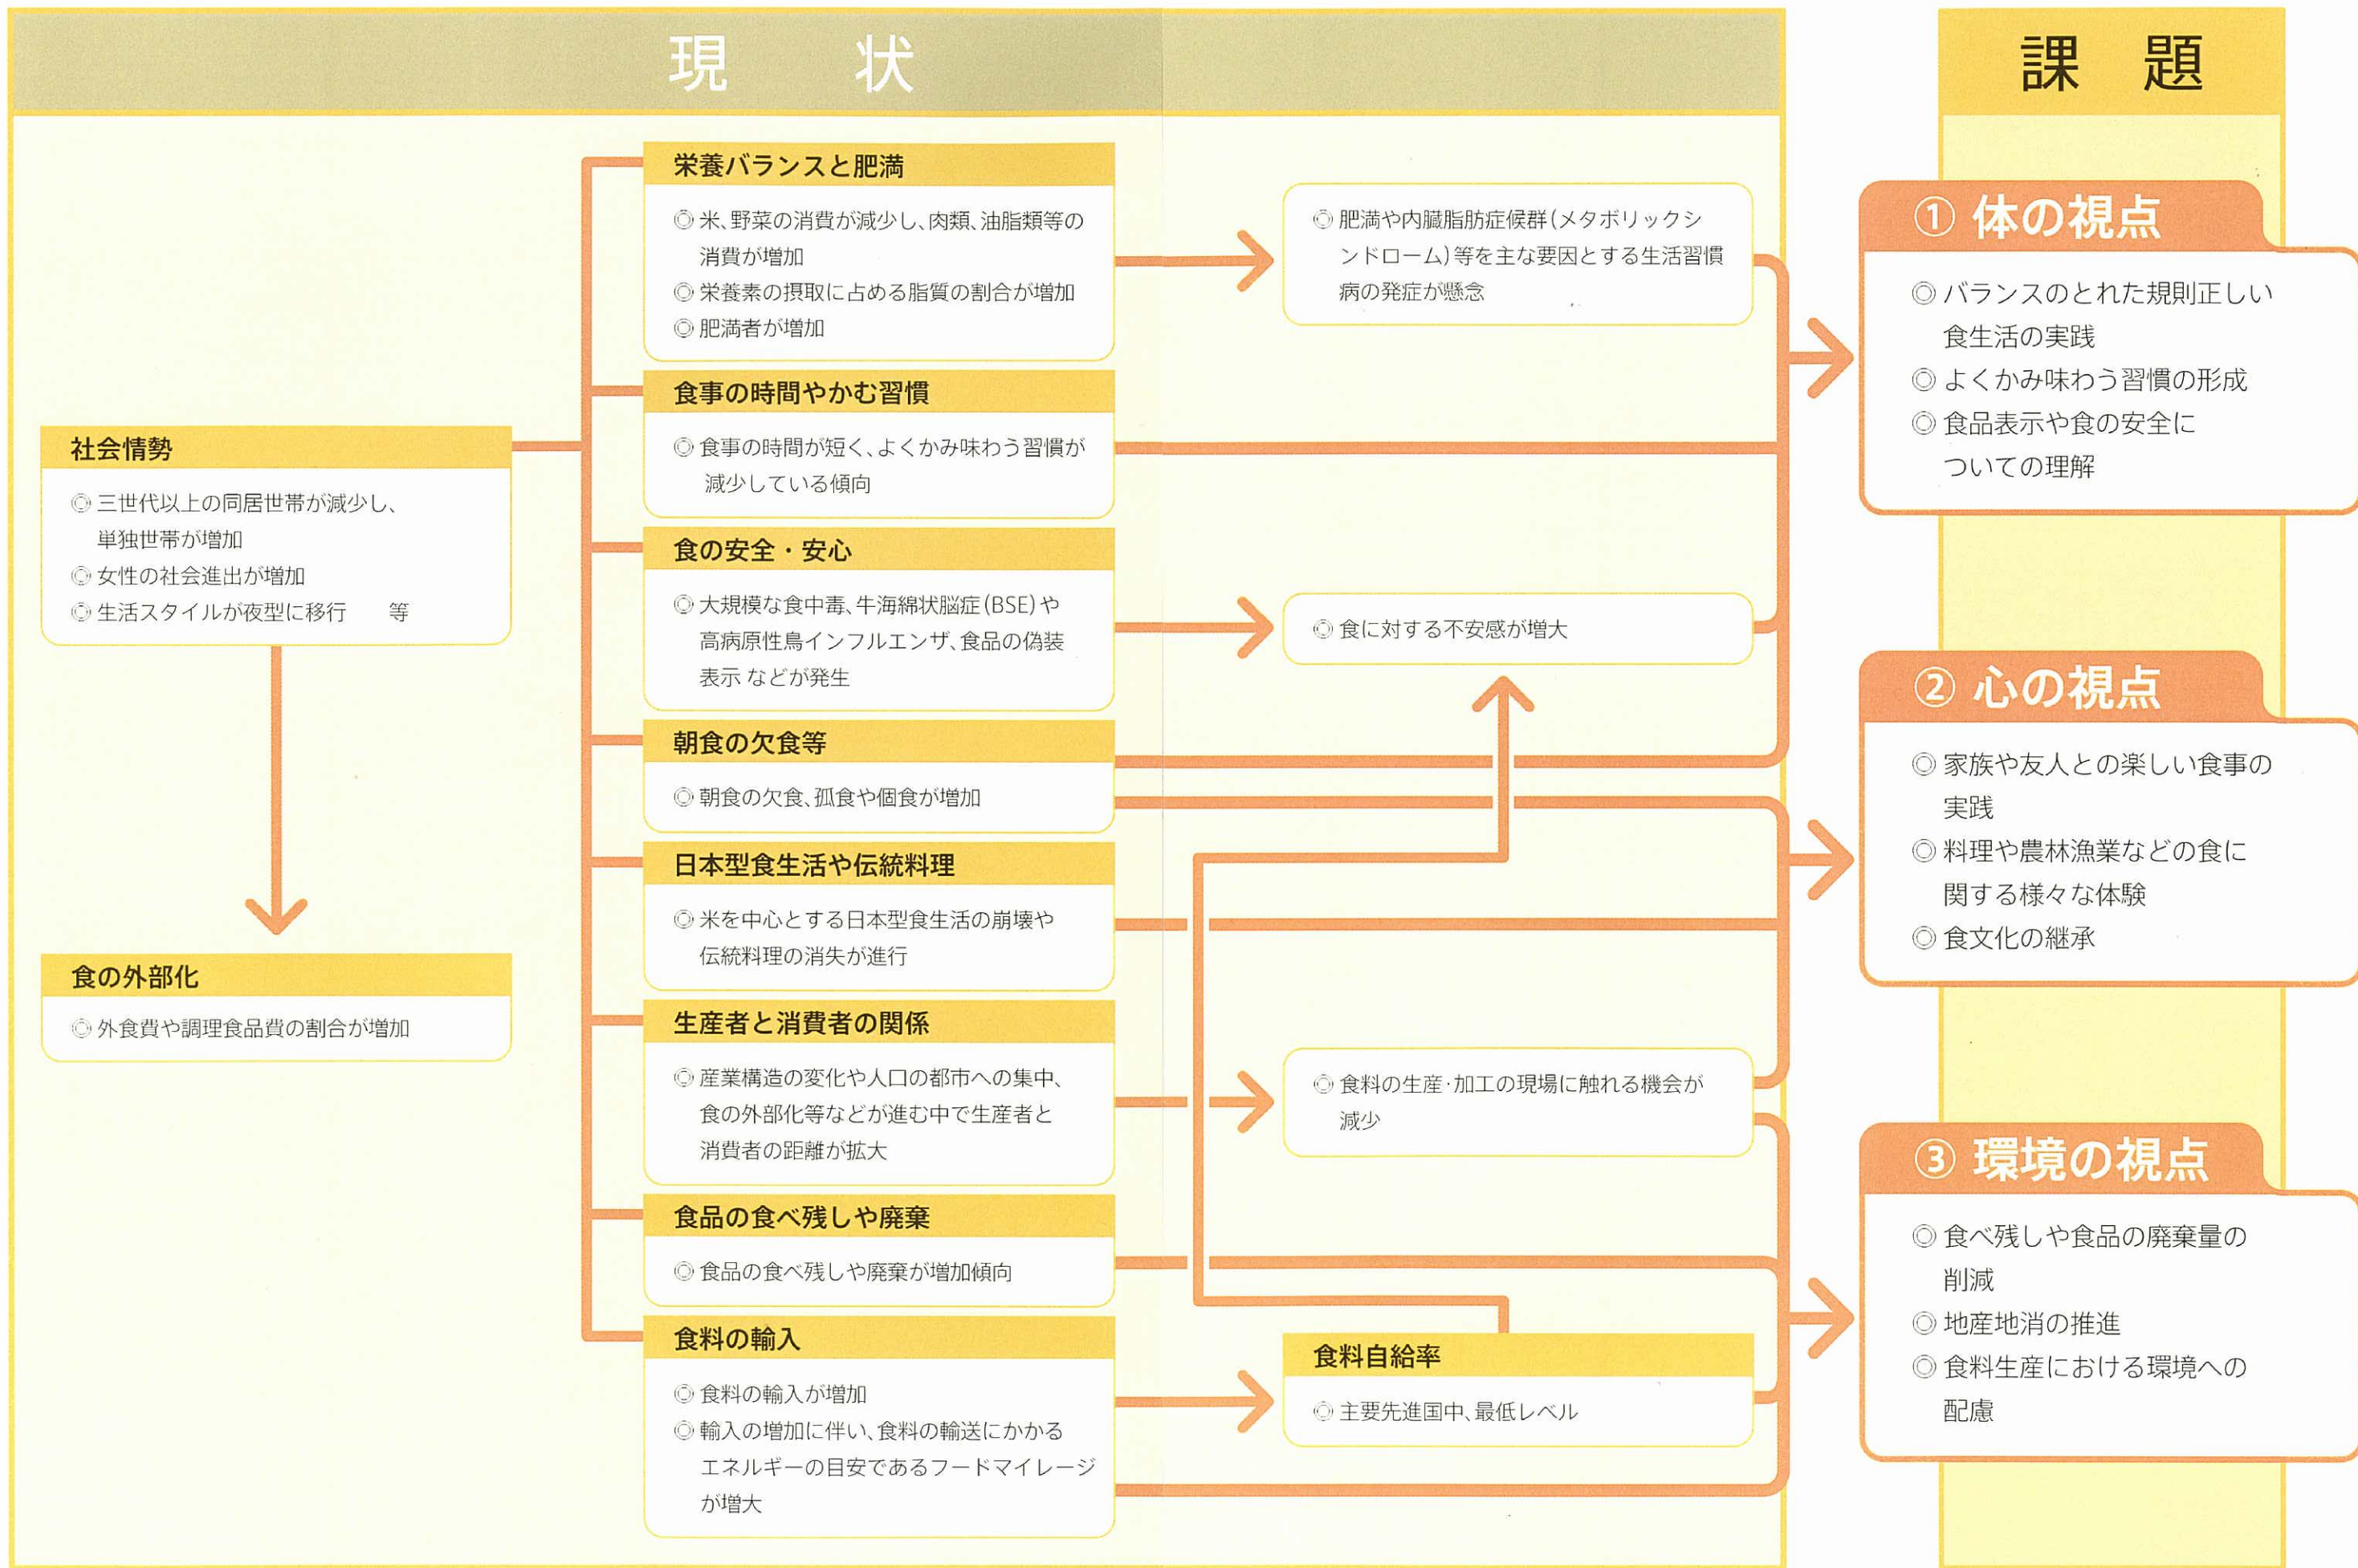 現状
課題
社会情勢
◎三世代以上の同居世帯が減少し、
単独世帯が増加
◎女性の社会進出が増加
◎生活スタイルが夜型に移行　等
食の外部化
◎外食費や調理食品費の割合が増加
栄養バランスと肥満
◎米、野菜の消費が減少し、肉類、油脂類等の
消費が増加
◎栄養素の摂取に占める脂質の割合が増加
◎肥満者が増加
食事の時間やかむ習慣
◎食事の時間が短く、よくかみ味わう習慣が
減少している傾向
食の安全・安心
◎大規模な食中毒、牛海綿状脳症(BSE)や
高病原性鳥インフルエンザ、食品の偽装
表示 などが発生
朝食の欠食等
◎朝食の欠食、孤食や個食が増加
日本型食生活や伝統料理
◎米を中心とする日本型食生活の崩壊や
伝統料理の消失が進行
生産者と消費者の関係
◎産業構造の変化や人口の都市への集中、
食の外部化等などが進む中で生産者と
消費者の距離が拡大
食品の食べ残しや廃棄
◎食品の食べ残しや廃棄が増加傾向
食料の輸入
◎食料の輸入が増加
◎輸入の増加に伴い、食料の輸送にかかる
エネルギーの目安であるフードマイレージ
が増大
◎肥満や内臓脂肪症候群(メタボリックシ
ンドローム)等を主な要因とする生活習慣
病の発症が懸念
◎食に対する不安感が増大
◎食料の生産・加工の現場に触れる機会が
減少
食料自給率
◎主要先進国中、最低レベル
① 体の視点
◎バランスのとれた規則正しい
食生活の実践
◎よくかみ味わう習慣の形成
◎食品表示や食の安全に
ついての理解
② 心の視点
◎家族や友人との楽しい食事の
実践
◎料理や農林漁業などの食に
関する様々な体験
◎食文化の継承
③ 環境の視点
◎食べ残しや食品の廃棄量の
削減
◎地産地消の推進
◎食料生産における環境への
配慮